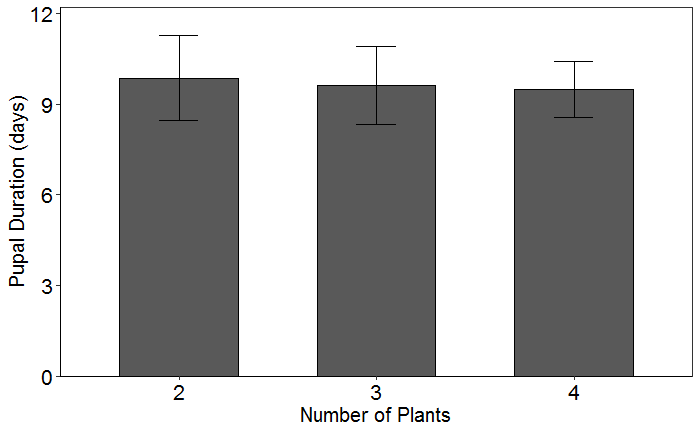 Pupal Duration (days)
12
9
6
3
0
2 3 4
Number of Plants